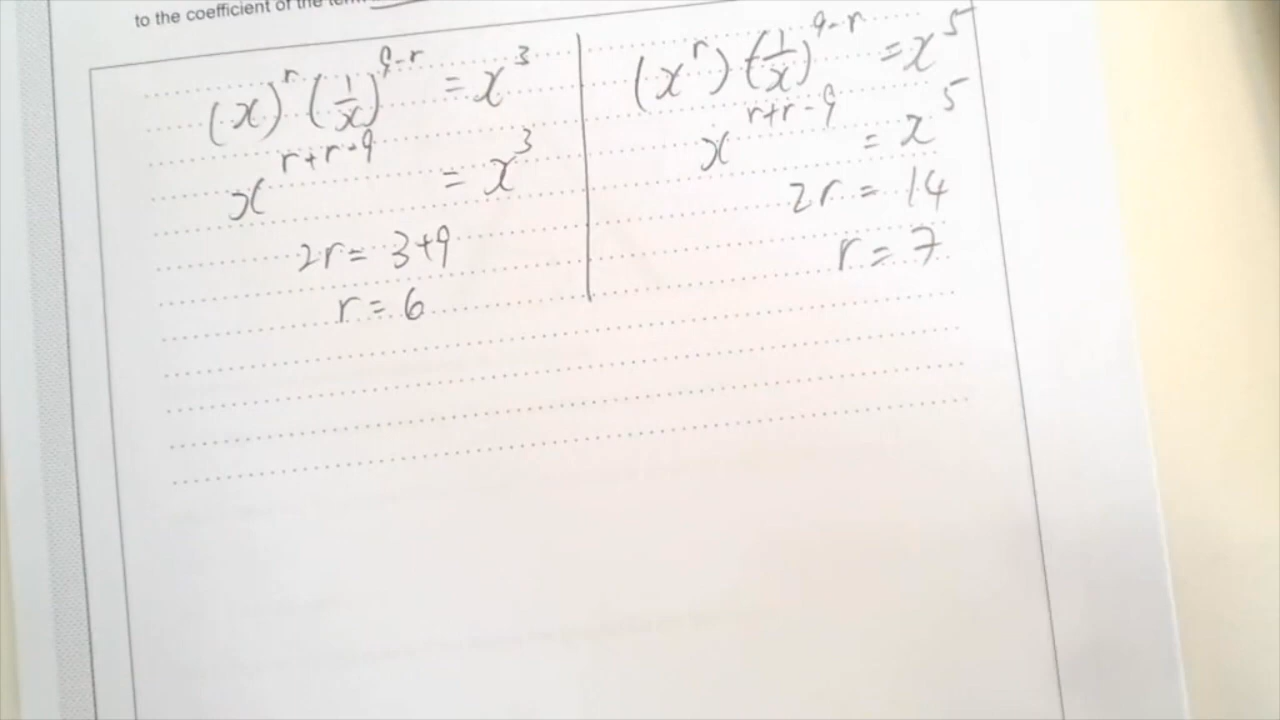 to the coefficient of the term
(x)^r (1/x)^{9-r} = x^3
x^{r+r-9} = x^3
2r = 3+9
r = 6
(x^r) (1/x)^{9-r} = x^5
x^{r+r-9} = x^5
2r = 14
r = 7